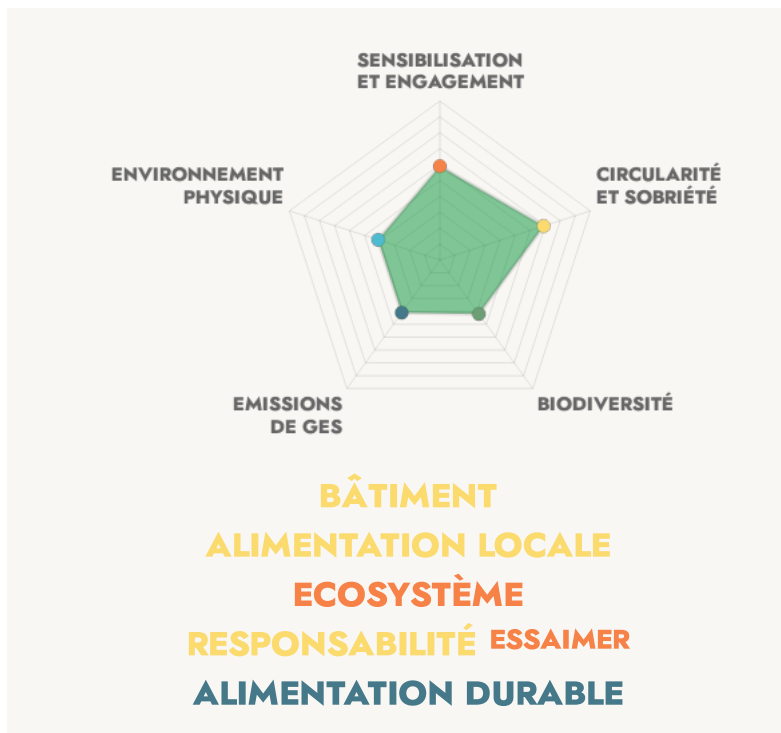 SENSIBILISATION
ET ENGAGEMENT
ENVIRONNEMENT
PHYSIQUE
CIRCULARITÉ
ET SOBRIÉTÉ
EMISSIONS
DE GES
BIODIVERSITÉ
BÂTIMENT
ALIMENTATION LOCALE
ECOSYSTÈME
RESPONSABILITÉ ESSAIMER
ALIMENTATION DURABLE